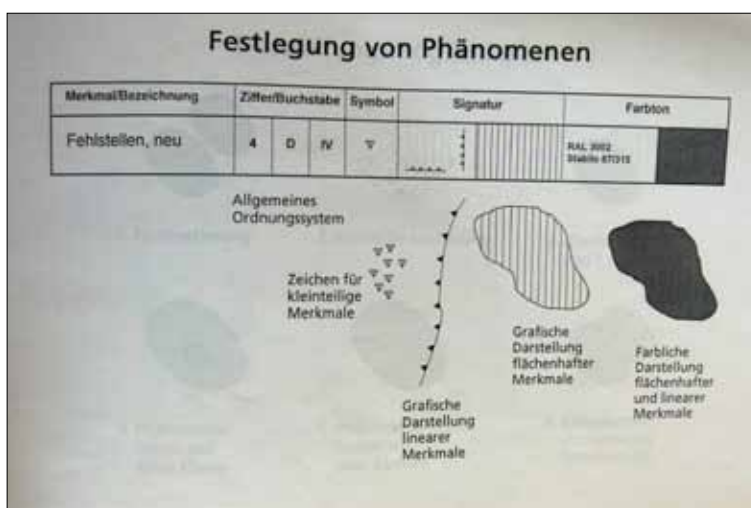 Festlegung von Phänomenen
Merkmal/Bezeichnung Ziffer/Buchstabe Symbol Signatur Farbton
Fehlstellen, neu 4 D IV RAL 3002
Stabilo 87/315
Allgemeines
Ordnungssystem
Zeichen für
kleinteilige
Merkmale
Grafische
Darstellung
linearer
Merkmale
Grafische
Darstellung
flächenhafter
Merkmale
Farbliche
Darstellung
flächenhafter
und linearer
Merkmale